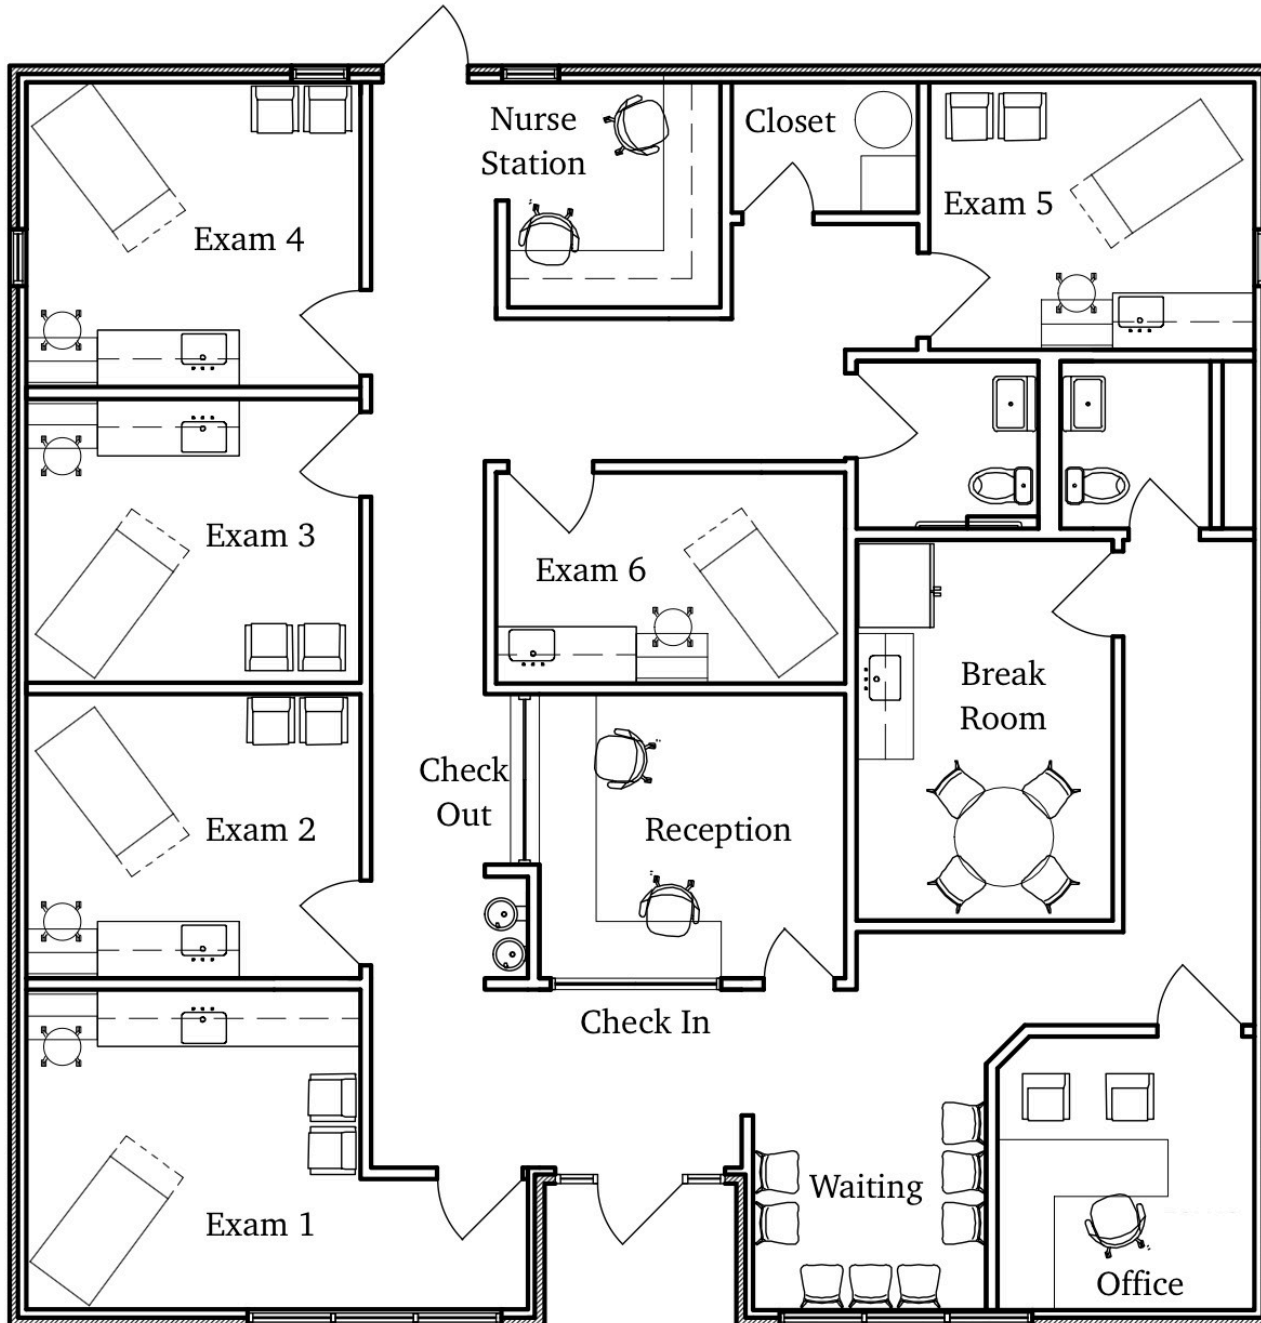 Nurse
Station
Closet
Exam 5
Exam 4
Exam 3
Exam 6
Break
Room
Check
Out
Exam 2
Reception
Check In
Waiting
Exam 1
Office